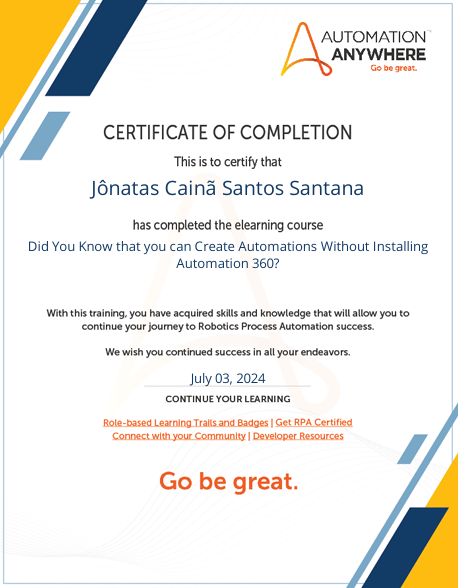 AUTOMATION
ANYWHERE
Go be great.
CERTIFICATE OF COMPLETION
This is to certify that
Jônatas Cainã Santos Santana
has completed the elearning course
Did You Know that you can Create Automations Without Installing
Automation 360?
With this training, you have acquired skills and knowledge that will allow you to
continue your journey to Robotics Process Automation success.
We wish you continued success in all your endeavors.
July 03, 2024
CONTINUE YOUR LEARNING
Role-based Learning Trails and Badges | Get RPA Certified
Connect with your Community | Developer Resources
Go be great.